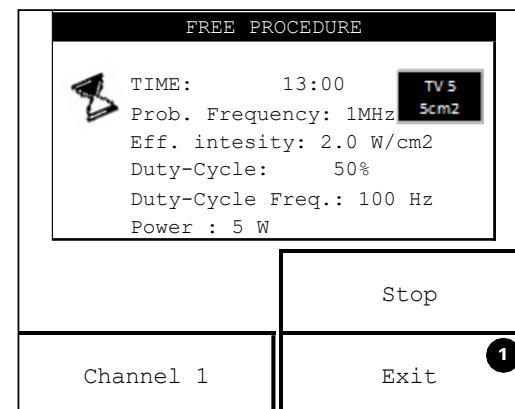 FREE PROCEDURE
TIME: 13:00
TV 5
5cm2
Prob. Frequency: 1MHz
Eff. intesity: 2.0 W/cm2
Duty-Cycle: 50%
Duty-Cycle Freq.: 100 Hz
Power : 5 W
Stop
Channel 1
Exit
1